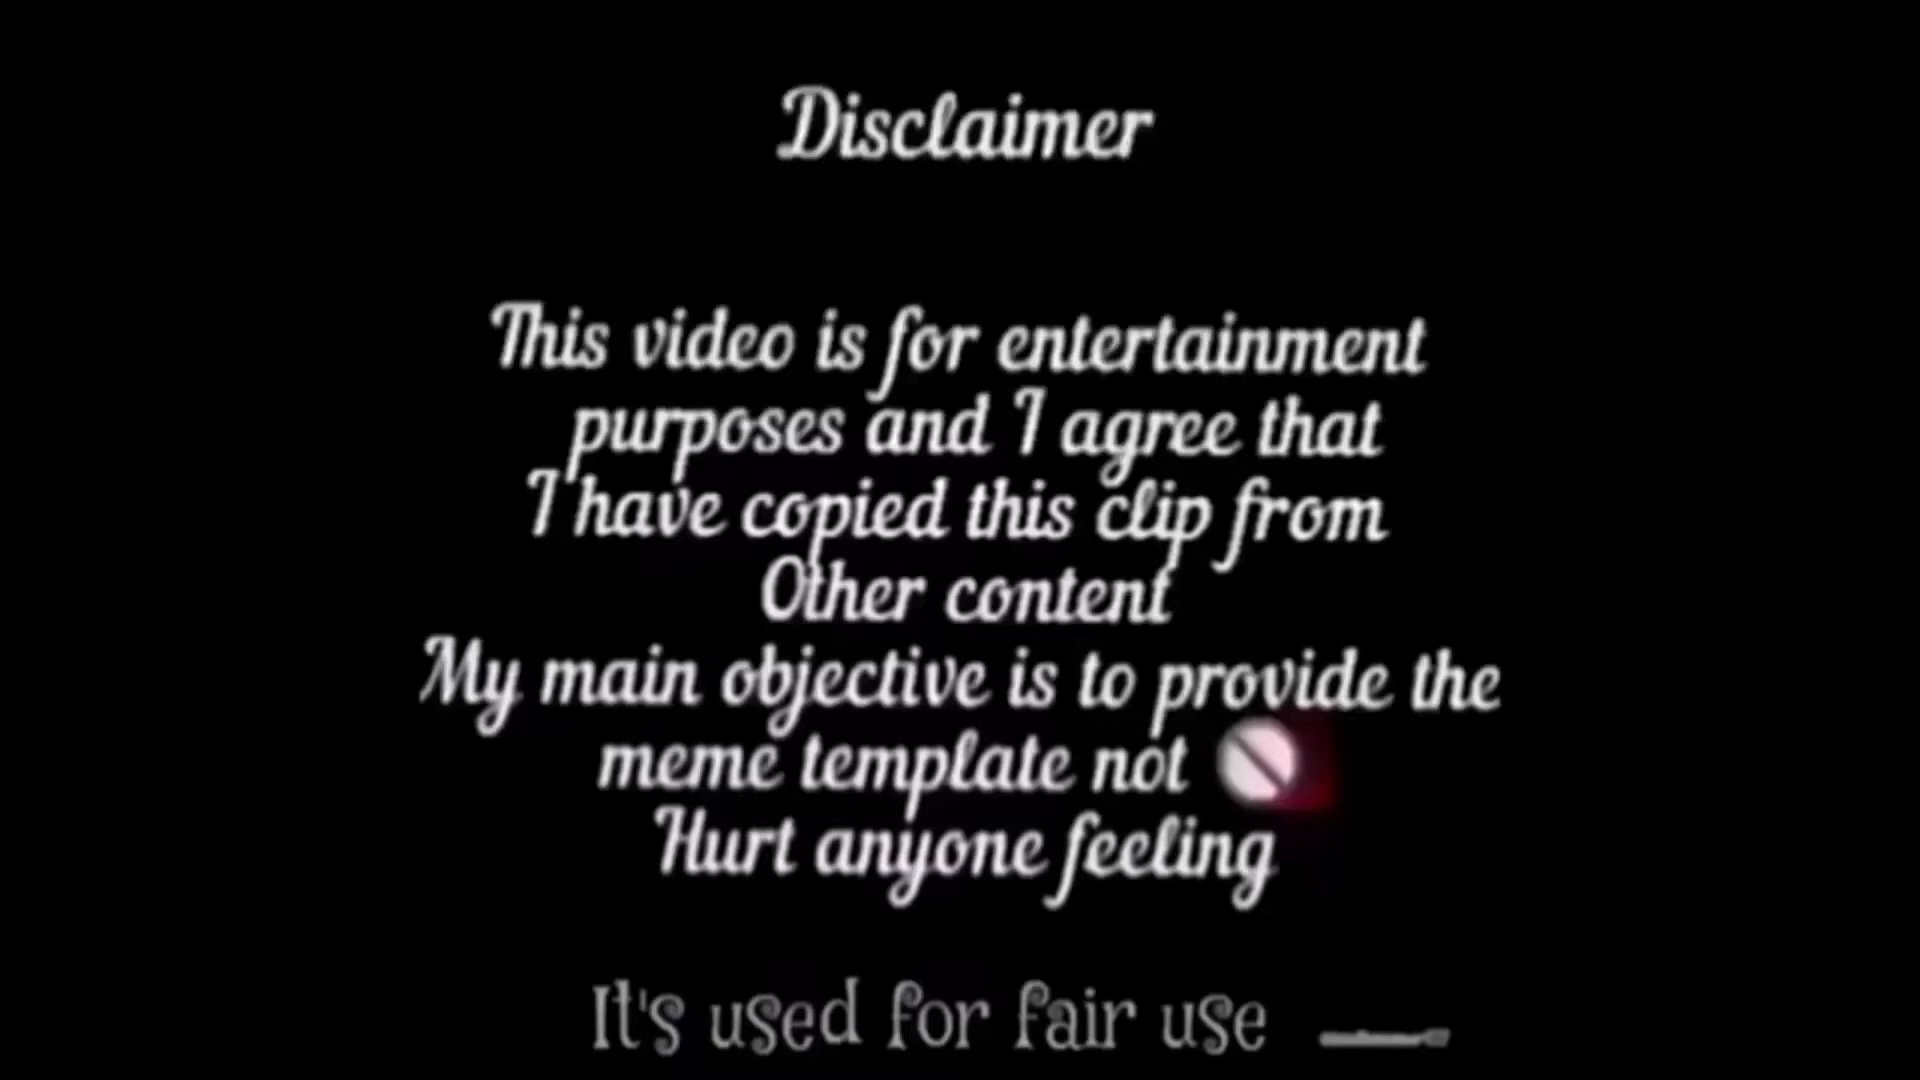 Disclaimer
This video is for entertainment
purposes and I agree that
I have copied this clip from
Other content
My main objective is to provide the
meme template not
Hurt anyone feeling
It's used for fair use